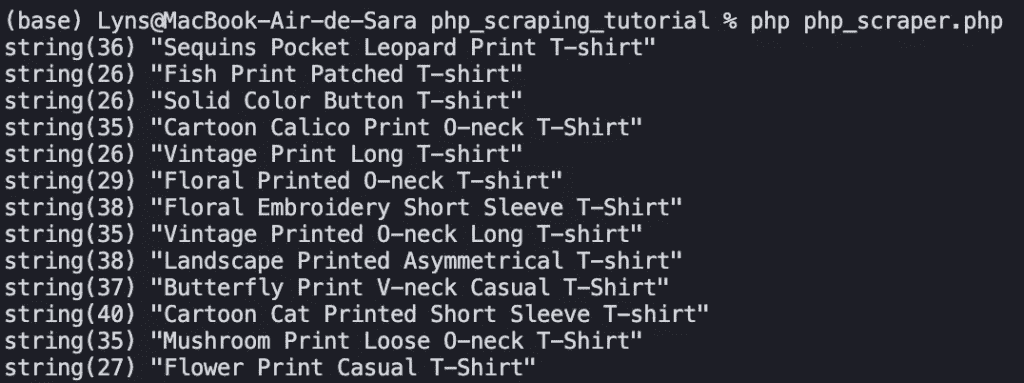 (base) Lyns@MacBook-Air-de-Sara php_scraping_tutorial % php php_scraper.php
string(36) "Sequins Pocket Leopard Print T-shirt"
string(26) "Fish Print Patched T-shirt"
string(26) "Solid Color Button T-shirt"
string(35) "Cartoon Calico Print O-neck T-Shirt"
string(26) "Vintage Print Long T-shirt"
string(29) "Floral Printed O-neck T-shirt"
string(38) "Floral Embroidery Short Sleeve T-Shirt"
string(35) "Vintage Printed O-neck Long T-shirt"
string(38) "Landscape Printed Asymmetrical T-shirt"
string(37) "Butterfly Print V-neck Casual T-Shirt"
string(40) "Cartoon Cat Printed Short Sleeve T-shirt"
string(35) "Mushroom Print Loose O-neck T-Shirt"
string(27) "Flower Print Casual T-Shirt"